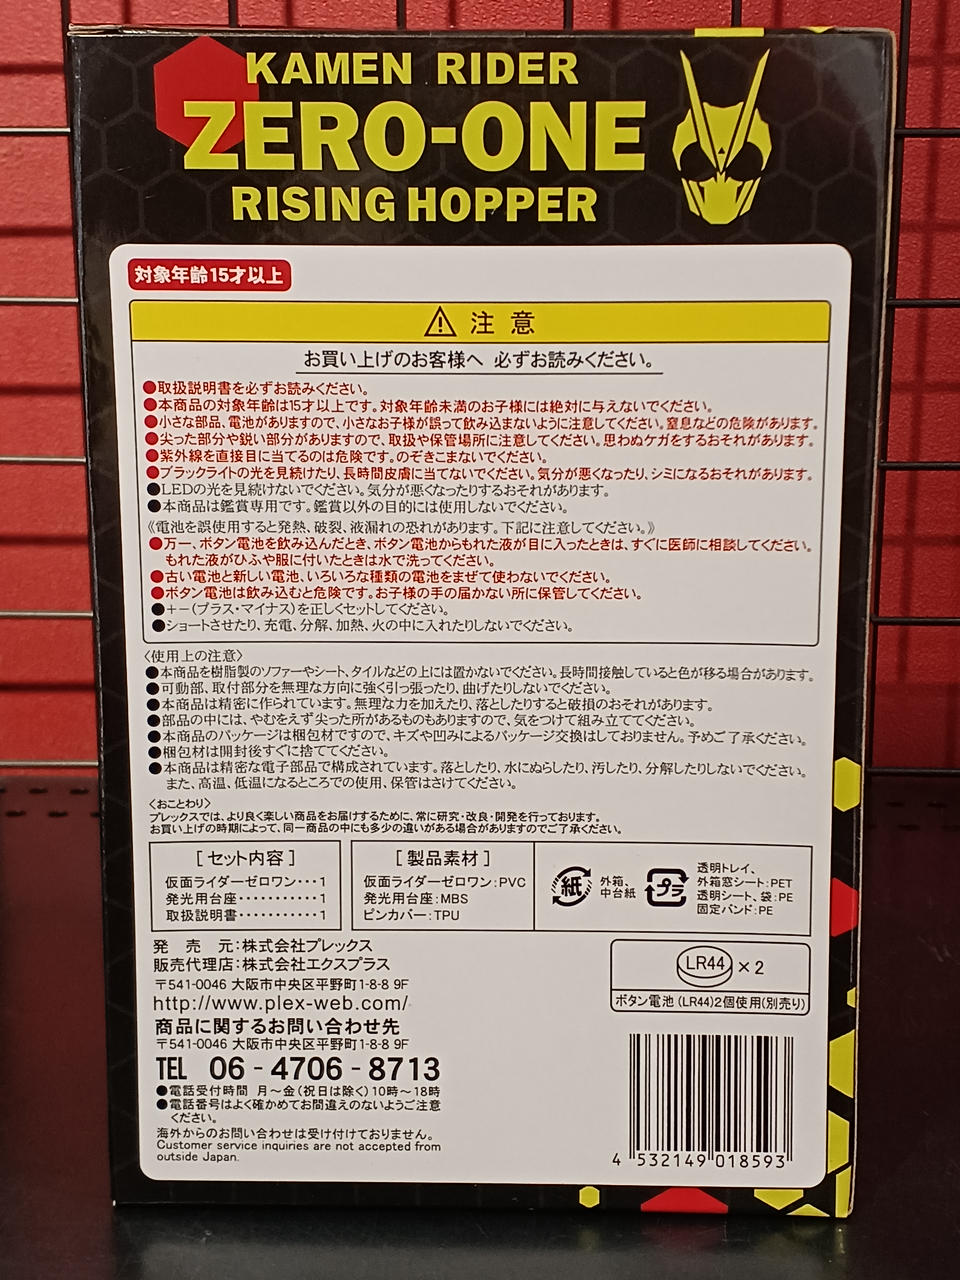 KAMEN RIDER
ZERO-ONE
RISING HOPPER
対象年齢15才以上
注意
お買い上げのお客様へ 必ずお読みください。
●取扱説明書を必ずお読みください。
●本商品の対象年齢は15才以上です。対象年齢未満のお子様には絶対に与えないでください。
●小さな部品、電池がありますので、小さなお子様が誤って飲み込まないように注意してください。窒息などの危険があります。
●尖った部分や鋭い部分がありますので、取扱や保管場所に注意してください。思わぬケガをするおそれがあります。
●紫外線を直接目に当てるのは危険です。のぞきこまないでください。
●ブラックライトの光を見続けたり、長時間皮膚に当てないでください。気分が悪くなったり、シミになるおそれがあります。
●LEDの光を見続けないでください。気分が悪くなったりするおそれがあります。
●本商品は鑑賞専用です。鑑賞以外の目的には使用しないでください。
《電池を誤使用すると発熱、破裂、液漏れの恐れがあります。下記に注意してください。》
●万一、ボタン電池を飲み込んだとき、ボタン電池からもれた液が目に入ったときは、すぐに医師に相談してください。
もれた液がひふや服に付いたときは水で洗ってください。
●古い電池と新しい電池、いろいろな種類の電池をまぜて使わないでください。
●ボタン電池は飲み込むと危険です。お子様の手の届かない所に保管してください。
●+−(プラス・マイナス)を正しくセットしてください。
●ショートさせたり、充電、分解、加熱、火の中に入れたりしないでください。
〈使用上の注意〉
●本商品を樹脂製のソファーやシート、タイルなどの上には置かないでください。長時間接触していると色が移る場合があります。
●可動部、取付部分を無理な方向に強く引っ張ったり、曲げたりしないでください。
●本商品は精密に作られています。無理な力を加えたり、落としたりすると破損のおそれがあります。
●部品の中には、やむをえず尖った所があるものもありますので、気をつけて組み立ててください。
●本商品のパッケージは梱包材ですので、キズや凹みによるパッケージ交換はしておりません。予めご了承ください。
●梱包材は開封後すぐに捨ててください。
●本商品は精密な電子部品で構成されています。落としたり、水にぬらしたり、汚したり、分解したりしないでください。
また、高温、低温になるところでの使用、保管はさけてください。
〈おことわり〉
プレックスでは、より良く楽しい商品をお届けするために、常に研究・改良・開発を行っております。
お買い上げの時期によって、同一商品の中にも多少の違いがある場合がありますのでご了承ください。
［セット内容］
仮面ライダーゼロワン・・・1
発光用台座・・・・・・・・・・1
取扱説明書・・・・・・・・・・1
［製品素材］
仮面ライダーゼロワン:PVC
発光用台座:MBS
ピンカバー:TPU
紙
外箱、
中台紙
プラ
透明トレイ、
外箱窓シート:PET
透明シート、袋:PE
固定バンド:PE
発 売 元:株式会社プレックス
販売代理店:株式会社エクスプラス
〒541-0046 大阪市中央区平野町1-8-8 9F
http://www.plex-web.com/
商品に関するお問い合わせ先
〒541-0046 大阪市中央区平野町1-8-8 9F
TEL 06-4706-8713
●電話受付時間 月〜金(祝日は除く)10時〜18時
●電話番号はよく確かめてお間違えのないようご注意
ください。
海外からのお問い合わせは受け付けておりません。
Customer service inquiries are not accepted from
outside Japan.
LR44 ×2
ボタン電池(LR44)2個使用(別売り)
4 532149 018593